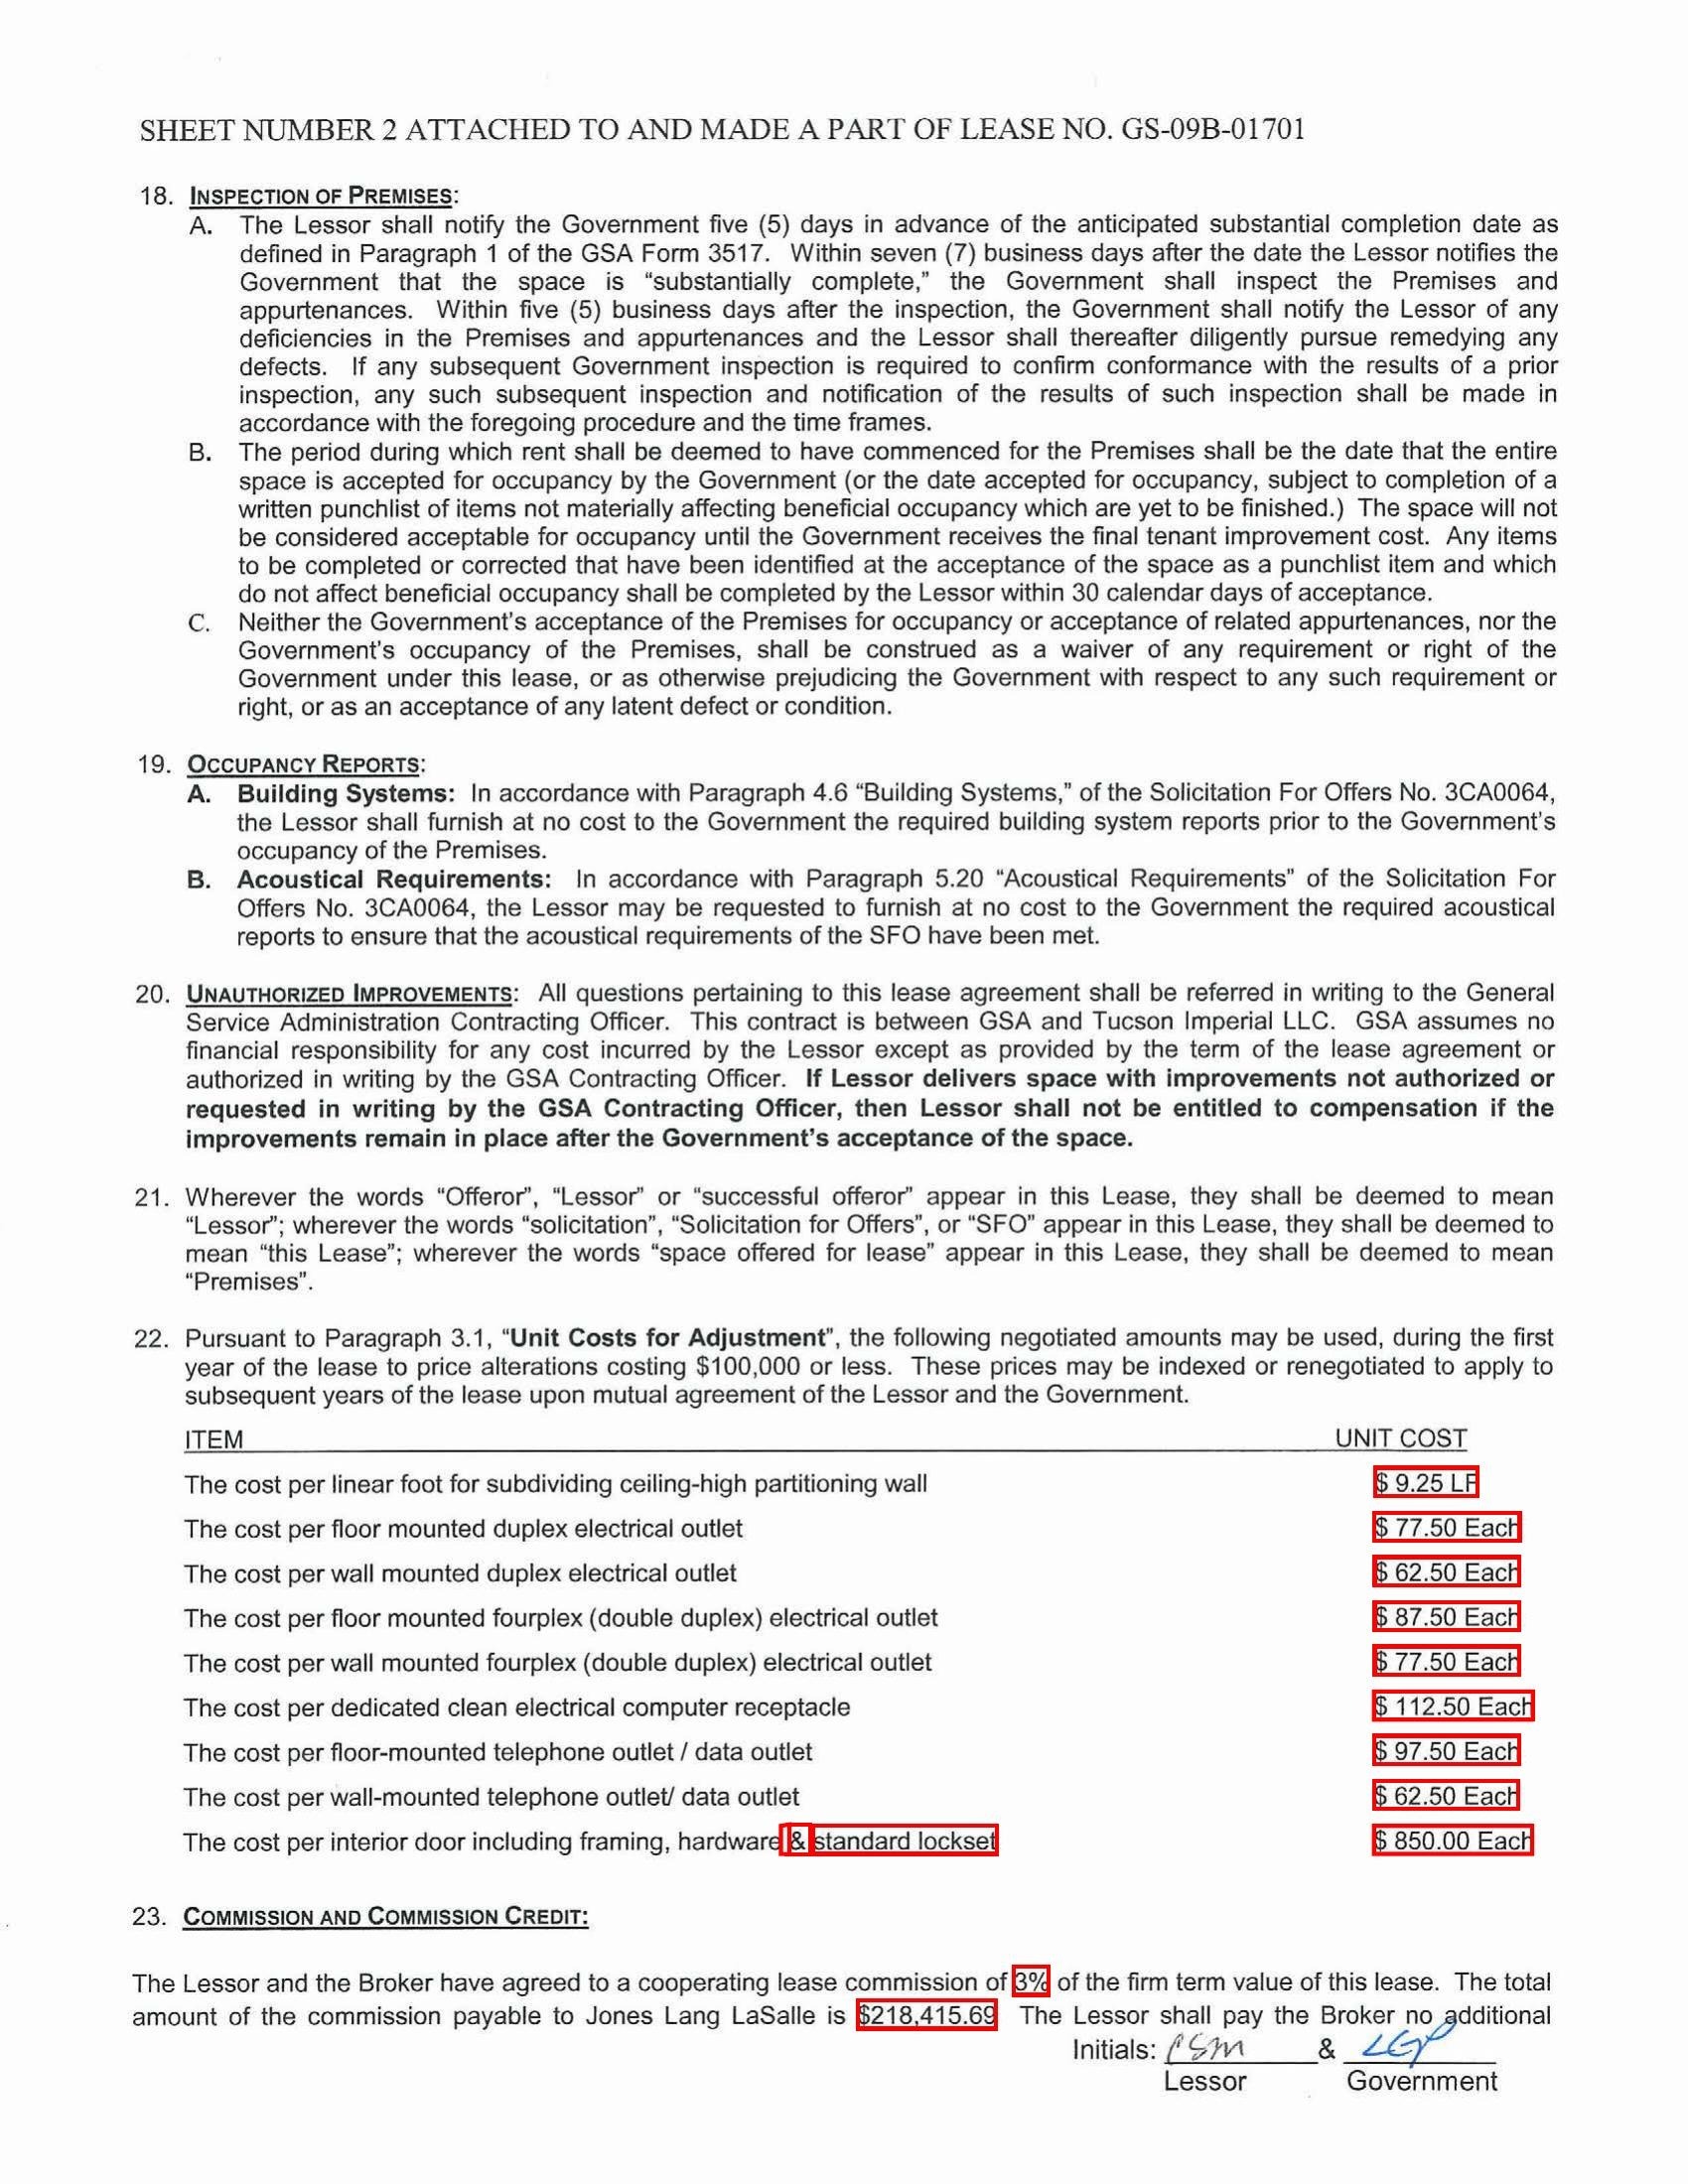 SHEET NUMBER 2 ATTACHED TO AND MADE A PART OF LEASE NO. GS-09B-01701
18. INSPECTION OF PREMISES:
A. The Lessor shall notify the Government five (5) days in advance of the anticipated substantial completion date as
defined in Paragraph 1 of the GSA Form 3517. Within seven (7) business days after the date the Lessor notifies the
Government that the space is “substantially complete,” the Government shall inspect the Premises and
appurtenances. Within five (5) business days after the inspection, the Government shall notify the Lessor of any
deficiencies in the Premises and appurtenances and the Lessor shall thereafter diligently pursue remedying any
defects. If any subsequent Government inspection is required to confirm conformance with the results of a prior
inspection, any such subsequent inspection and notification of the results of such inspection shall be made in
accordance with the foregoing procedure and the time frames.
B. The period during which rent shall be deemed to have commenced for the Premises shall be the date that the entire
space is accepted for occupancy by the Government (or the date accepted for occupancy, subject to completion of a
written punchlist of items not materially affecting beneficial occupancy which are yet to be finished.) The space will not
be considered acceptable for occupancy until the Government receives the final tenant improvement cost. Any items
to be completed or corrected that have been identified at the acceptance of the space as a punchlist item and which
do not affect beneficial occupancy shall be completed by the Lessor within 30 calendar days of acceptance.
C. Neither the Government's acceptance of the Premises for occupancy or acceptance of related appurtenances, nor the
Government's occupancy of the Premises, shall be construed as a waiver of any requirement or right of the
Government under this lease, or as otherwise prejudicing the Government with respect to any such requirement or
right, or as an acceptance of any latent defect or condition.
19. OCCUPANCY REPORTS:
A. Building Systems: In accordance with Paragraph 4.6 “Building Systems,” of the Solicitation For Offers No. 3CA0064,
the Lessor shall furnish at no cost to the Government the required building system reports prior to the Government's
occupancy of the Premises.
B. Acoustical Requirements: In accordance with Paragraph 5.20 “Acoustical Requirements” of the Solicitation For
Offers No. 3CA0064, the Lessor may be requested to furnish at no cost to the Government the required acoustical
reports to ensure that the acoustical requirements of the SFO have been met.
20. UNAUTHORIZED IMPROVEMENTS: All questions pertaining to this lease agreement shall be referred in writing to the General
Service Administration Contracting Officer. This contract is between GSA and Tucson Imperial LLC. GSA assumes no
financial responsibility for any cost incurred by the Lessor except as provided by the term of the lease agreement or
authorized in writing by the GSA Contracting Officer. If Lessor delivers space with improvements not authorized or
requested in writing by the GSA Contracting Officer, then Lessor shall not be entitled to compensation if the
improvements remain in place after the Government's acceptance of the space.
21. Wherever the words “Offeror”, “Lessor” or “successful offeror” appear in this Lease, they shall be deemed to mean
“Lessor”; wherever the words “solicitation”, “Solicitation for Offers”, or “SFO” appear in this Lease, they shall be deemed to
mean “this Lease”; wherever the words “space offered for lease” appear in this Lease, they shall be deemed to mean
“Premises”.
22. Pursuant to Paragraph 3.1, “Unit Costs for Adjustment”, the following negotiated amounts may be used, during the first
year of the lease to price alterations costing $100,000 or less. These prices may be indexed or renegotiated to apply to
subsequent years of the lease upon mutual agreement of the Lessor and the Government.
ITEM UNIT COST
The cost per linear foot for subdividing ceiling-high partitioning wall $ 9.25 LF
The cost per floor mounted duplex electrical outlet $ 77.50 Each
The cost per wall mounted duplex electrical outlet $ 62.50 Each
The cost per floor mounted fourplex (double duplex) electrical outlet $ 87.50 Each
The cost per wall mounted fourplex (double duplex) electrical outlet $ 77.50 Each
The cost per dedicated clean electrical computer receptacle $ 112.50 Each
The cost per floor-mounted telephone outlet / data outlet $ 97.50 Each
The cost per wall-mounted telephone outlet/ data outlet $ 62.50 Each
The cost per interior door including framing, hardware & standard lockset $ 850.00 Each
23. COMMISSION AND COMMISSION CREDIT:
The Lessor and the Broker have agreed to a cooperating lease commission of 3% of the firm term value of this lease. The total
amount of the commission payable to Jones Lang LaSalle is $218,415.69 The Lessor shall pay the Broker no additional
Initials: CSM & LGP
Lessor Government